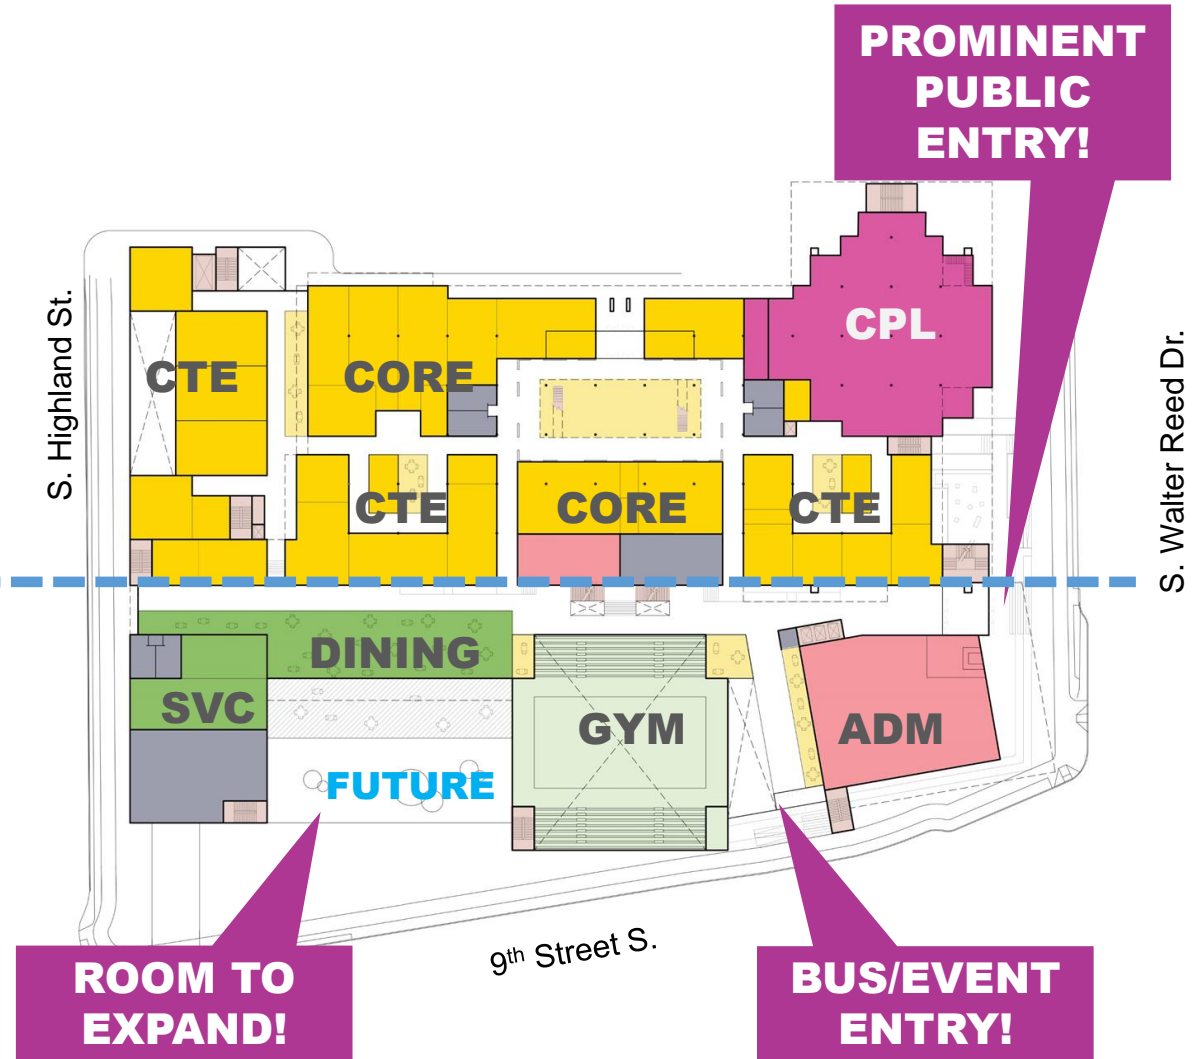 PROMINENT
PUBLIC
ENTRY!
S. Highland St.
S. Walter Reed Dr.
CPL
CTE
CORE
CTE
CORE
CTE
DINING
SVC
GYM
ADM
FUTURE
9th Street S.
ROOM TO
EXPAND!
BUS/EVENT
ENTRY!